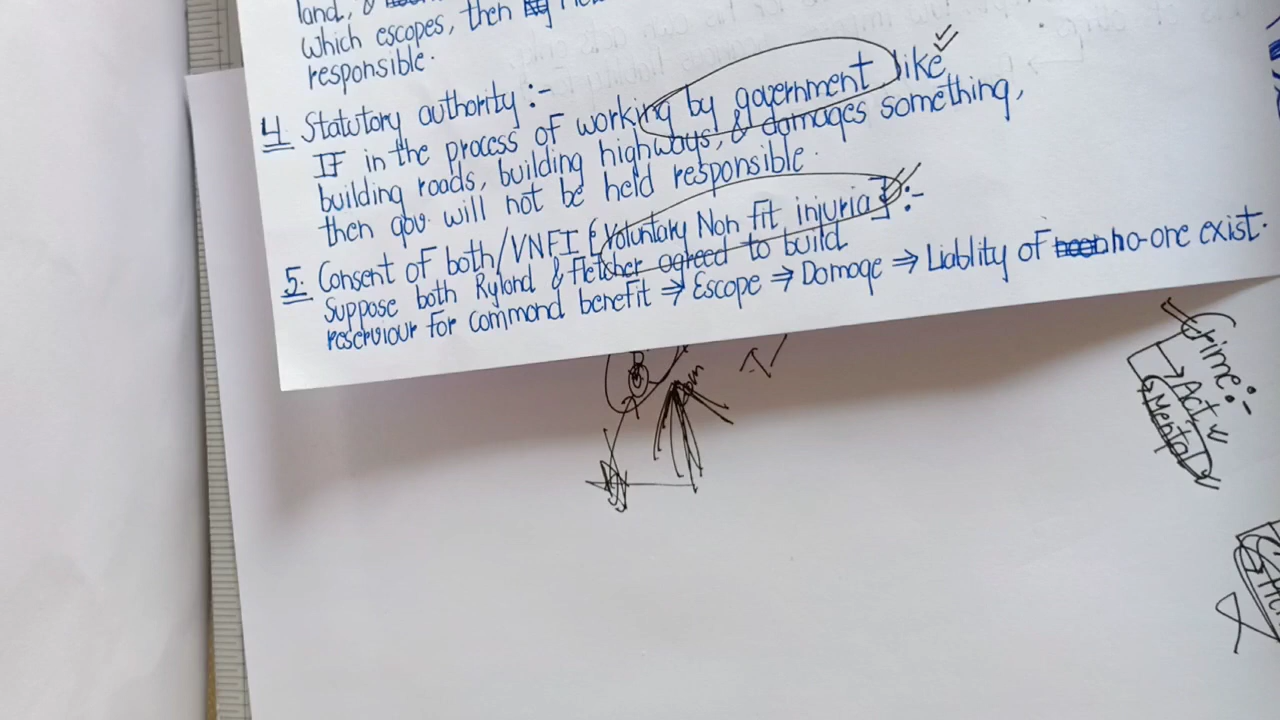 land, &
which escapes, then
responsible.
4. Statutory authority :-
IF in the process of working by government like
building roads, building highways, & damages something,
then gov. will not be held responsible.
5. Consent of both/VNFI [Voluntary Non fit injuria] :-
Suppose both Ryland & Fletcher agreed to build
reserviour for commond benefit ⇒ Escope ⇒ Damage ⇒ Liablity of no-one exist.
Crime :-
Act
Mental